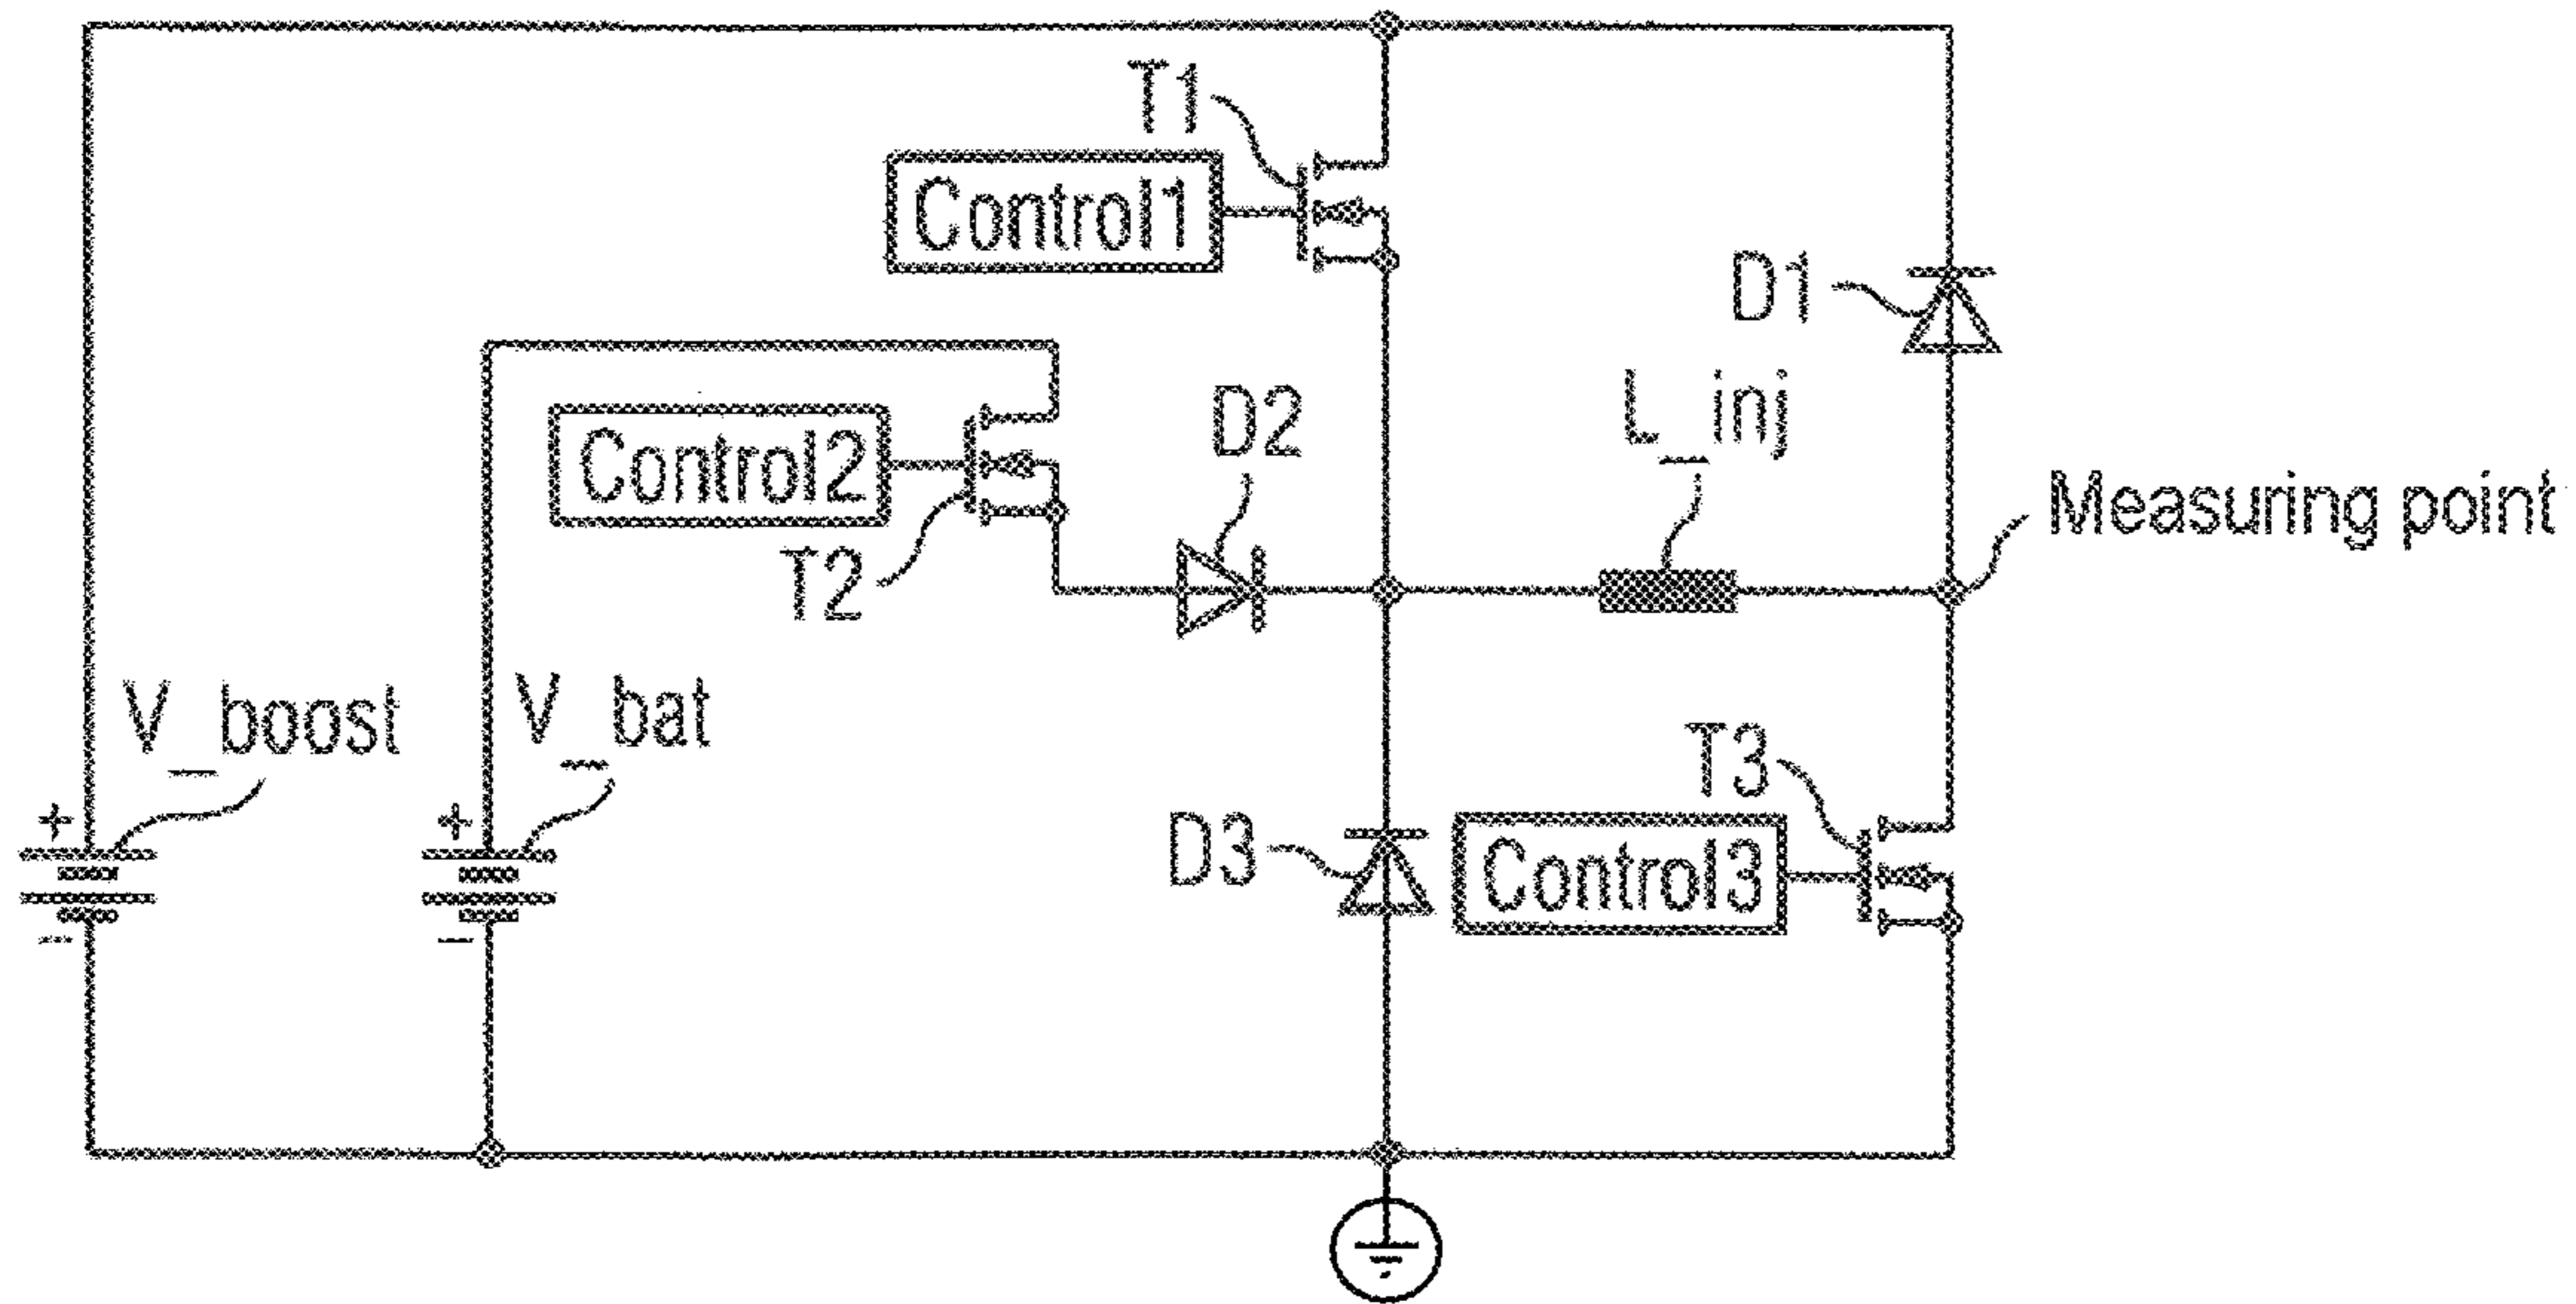 T1
Control1
D1
L_inj
D2
Control2
Measuring point
T2
V_boost
V_bat
T3
D3
Control3
+
+
-
-